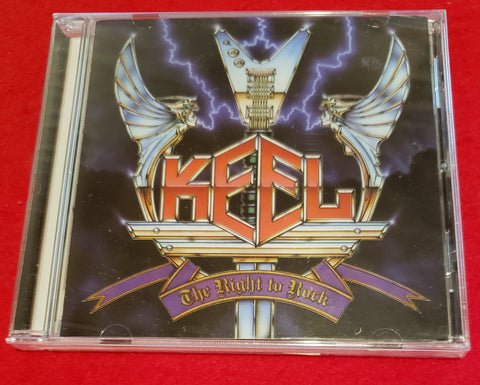 KEEL
The Right to Rock